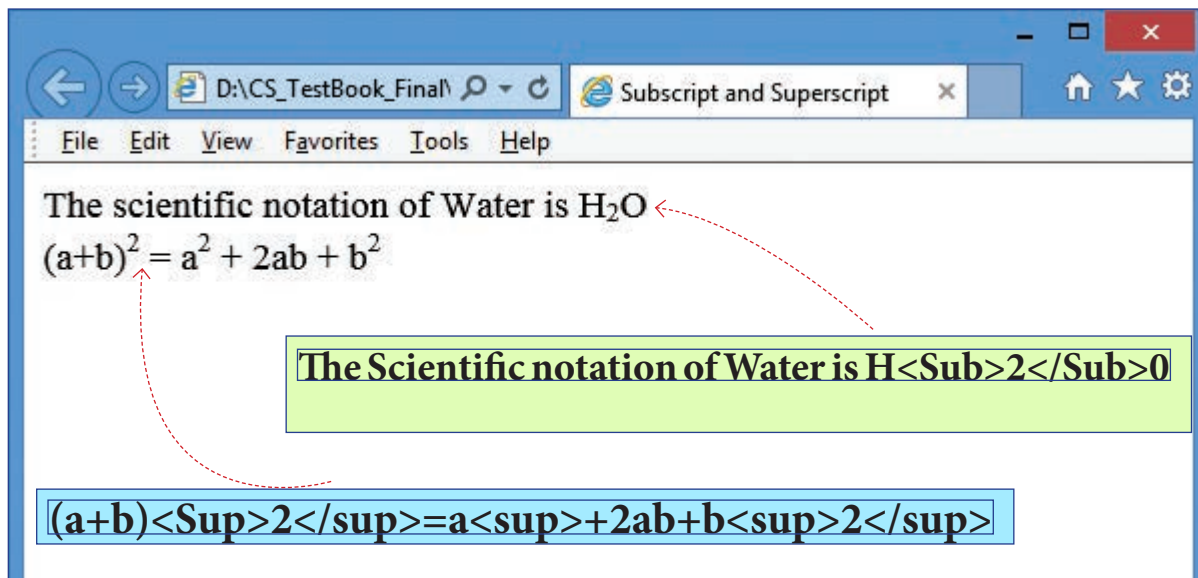 D:\CS_TestBook_Final\ Subscript and Superscript
File Edit View Favorites Tools Help
The scientific notation of Water is H₂O
(a+b)² = a² + 2ab + b²
The Scientific notation of Water is H<Sub>2</Sub>0
(a+b)<Sup>2</sup>=a<sup>+2ab+b<sup>2</sup>